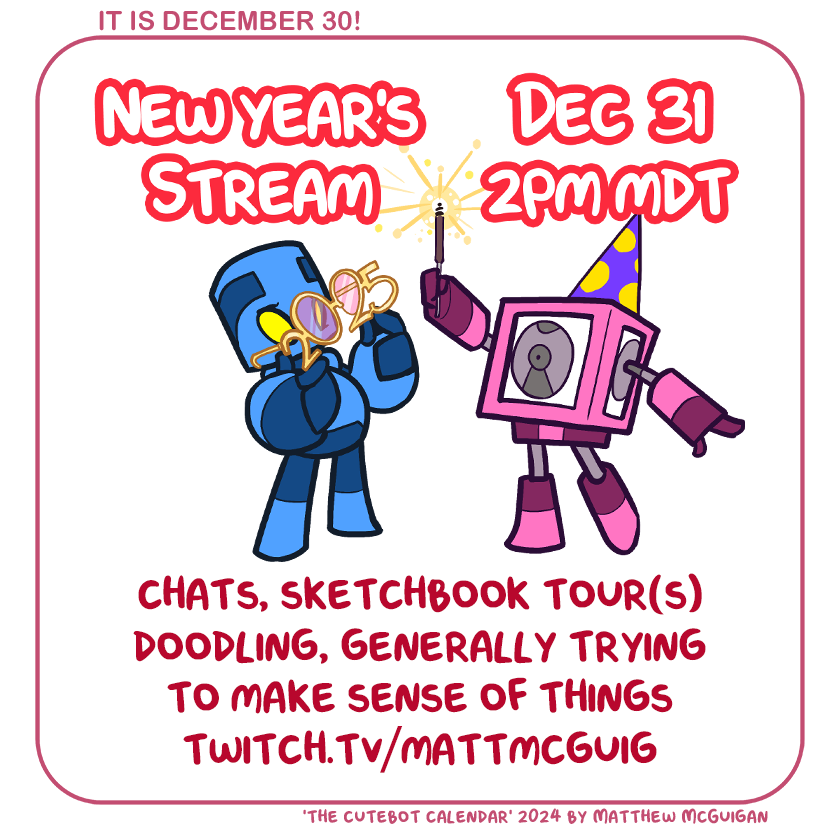 IT IS DECEMBER 30!
NEW YEAR'S
STREAM
DEC 31
2PM MDT
2025
CHATS, SKETCHBOOK TOUR(S)
DOODLING, GENERALLY TRYING
TO MAKE SENSE OF THINGS
TWITCH.TV/MATTMCGUIG
'THE CUTEBOT CALENDAR' 2024 BY MATTHEW MCGUIGAN